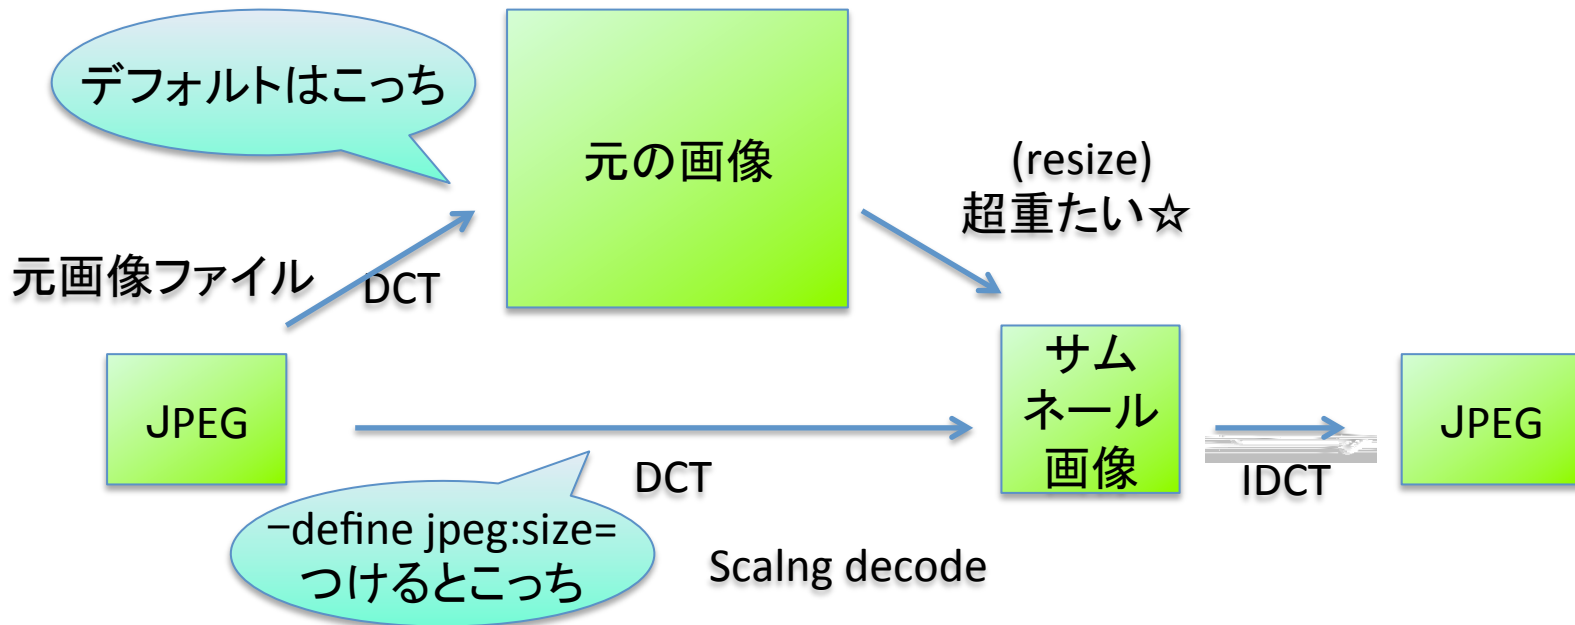 デフォルトはこっち
元の画像
(resize)
超重たい☆
元画像ファイル
DCT
JPEG
サム
ネール
画像
JPEG
DCT
IDCT
-define jpeg:size=
つけるとこっち
Scalng decode